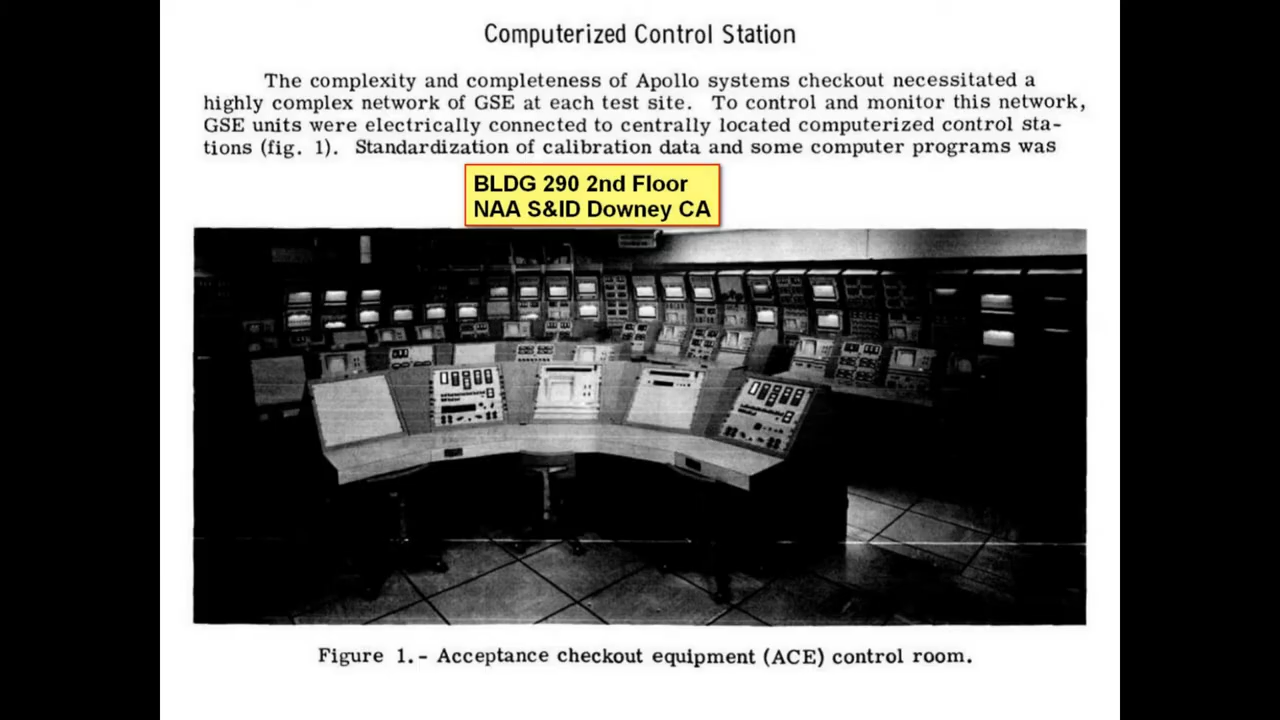 Computerized Control Station
The complexity and completeness of Apollo systems checkout necessitated a
highly complex network of GSE at each test site. To control and monitor this network,
GSE units were electrically connected to centrally located computerized control sta-
tions (fig. 1). Standardization of calibration data and some computer programs was
BLDG 290 2nd Floor
NAA S&ID Downey CA
Figure 1.- Acceptance checkout equipment (ACE) control room.